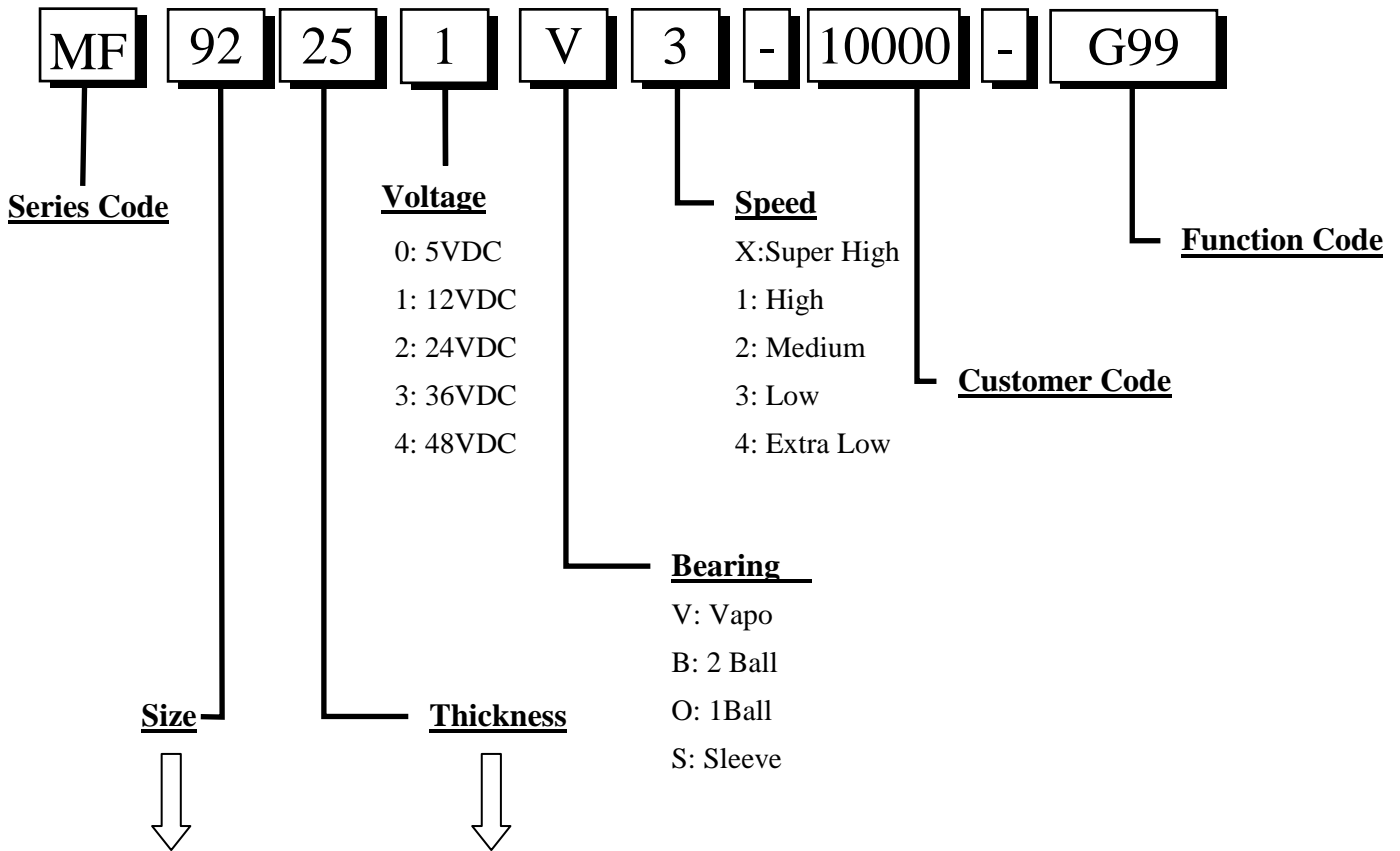 MF 92 25 1 V 3 - 10000 - G99
Series Code
Voltage
0: 5VDC
1: 12VDC
2: 24VDC
3: 36VDC
4: 48VDC
Speed
X:Super High
1: High
2: Medium
3: Low
4: Extra Low
Function Code
Customer Code
Bearing
V: Vapo
B: 2 Ball
O: 1Ball
S: Sleeve
Size
Thickness